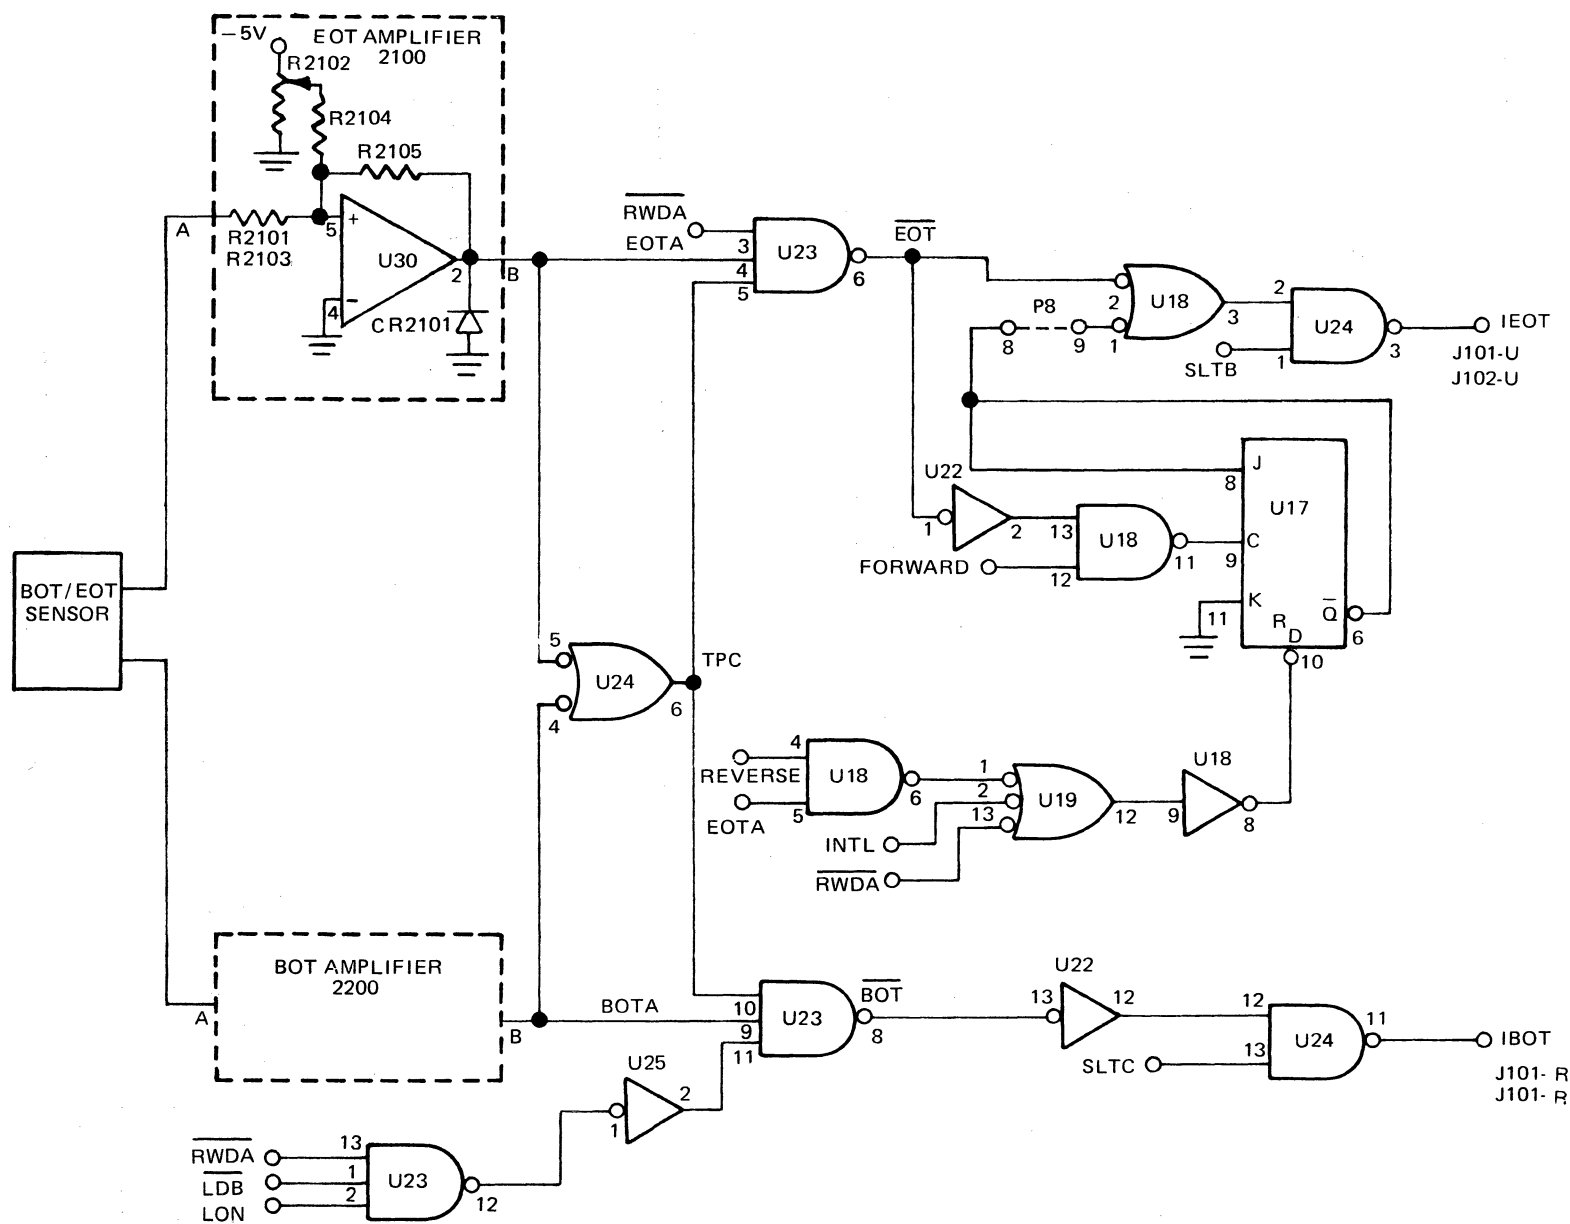 −5V
EOT AMPLIFIER
2100
R2102
R2104
R2105
A
R2101
R2103
5
+
U30
2
B
−
4
CR2101
RWDA
EOTA
3
4
5
U23
6
EOT
2
U18
3
P8
8
9
1
2
U24
3
SLTB
1
IEOT
J101-U
J102-U
U22
1
2
13
U18
11
FORWARD
12
J
8
U17
C
9
K
11
R
D
10
Q
6
BOT/EOT
SENSOR
5
U24
4
6
TPC
4
REVERSE
U18
6
EOTA
5
1
2
13
U19
12
INTL
RWDA
U18
9
8
BOT AMPLIFIER
2200
A
B
BOTA
10
9
11
U23
8
BOT
U22
13
12
12
U24
11
SLTC
13
IBOT
J101- R
J101- R
U25
1
2
RWDA
13
LDB
1
LON
2
U23
12